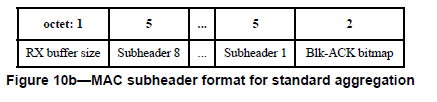 octet: 1 5 ... 5 2
RX buffer size Subheader 8 ... Subheader 1 Blk-ACK bitmap
Figure 10b—MAC subheader format for standard aggregation